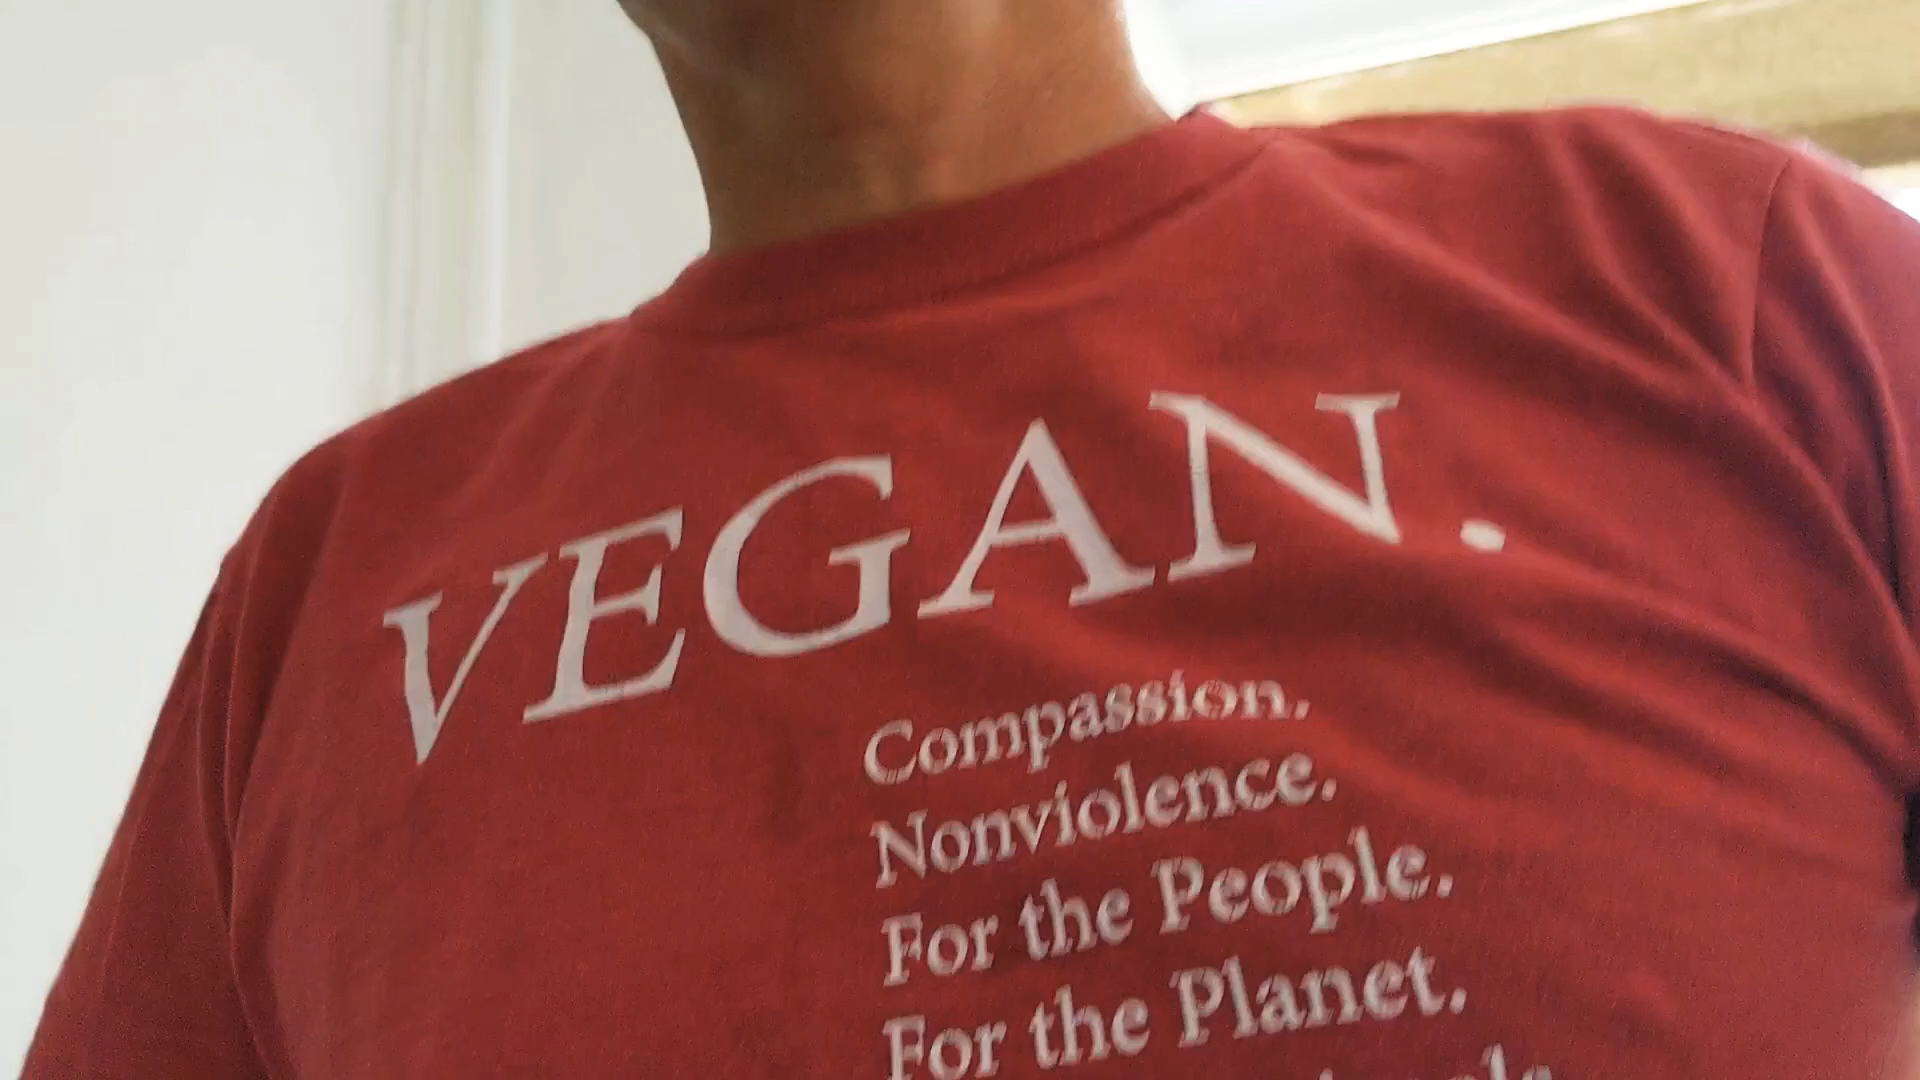 VEGAN.
Compassion.
Nonviolence.
For the People.
For the Planet.